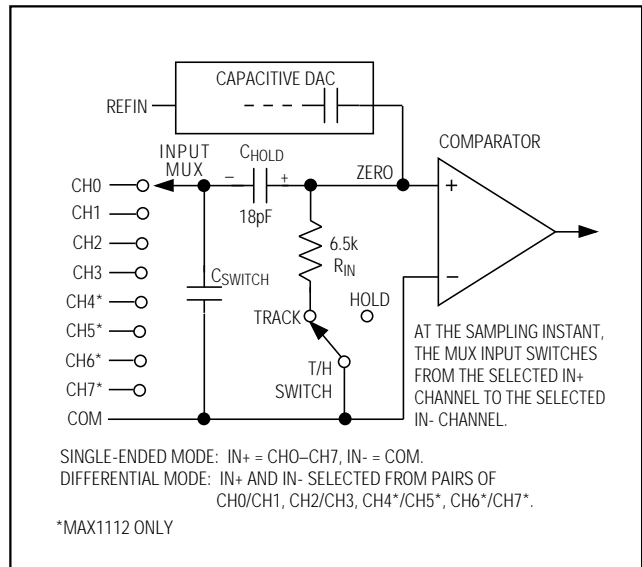 CAPACITIVE DAC
REFIN
COMPARATOR
INPUT
MUX
CHOLD
ZERO
− +
+
CH0
18pF
CH1
6.5k
CH2
RIN
CSWITCH
−
CH3
HOLD
CH4*
TRACK
CH5*
AT THE SAMPLING INSTANT,
THE MUX INPUT SWITCHES
FROM THE SELECTED IN+
CHANNEL TO THE SELECTED
IN- CHANNEL.
CH6*
T/H
SWITCH
CH7*
COM
SINGLE-ENDED MODE: IN+ = CHO–CH7, IN- = COM.
DIFFERENTIAL MODE: IN+ AND IN- SELECTED FROM PAIRS OF
CH0/CH1, CH2/CH3, CH4*/CH5*, CH6*/CH7*.
*MAX1112 ONLY